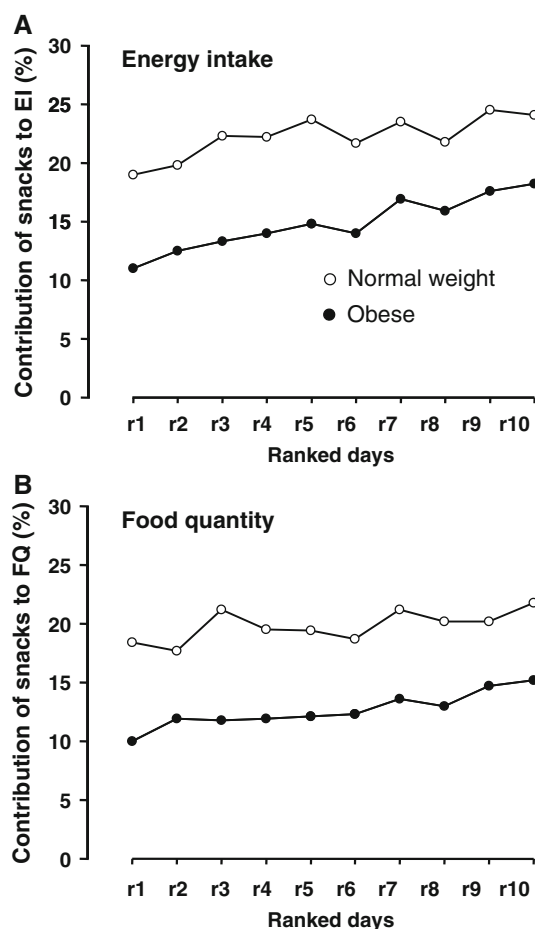 A
Energy intake
Contribution of snacks to EI (%)
30
25
20
15
10
5
0
Normal weight
Obese
r1 r2 r3 r4 r5 r6 r7 r8 r9 r10
Ranked days
B
Food quantity
Contribution of snacks to FQ (%)
30
25
20
15
10
5
0
r1 r2 r3 r4 r5 r6 r7 r8 r9 r10
Ranked days